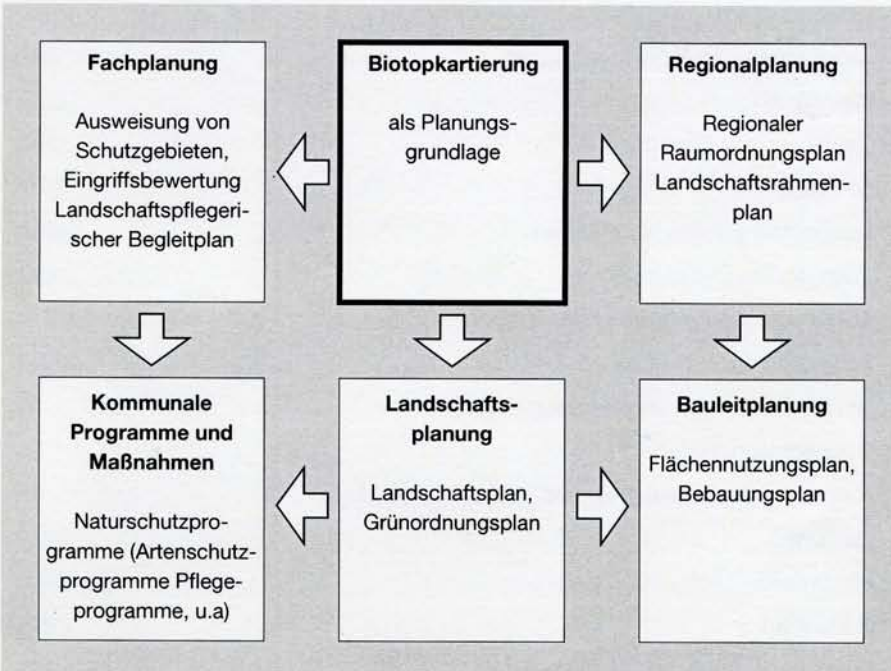 Fachplanung
Ausweisung von
Schutzgebieten,
Eingriffsbewertung
Landschaftspflegeri-
scher Begleitplan
Biotopkartierung
als Planungs-
grundlage
Regionalplanung
Regionaler
Raumordnungsplan
Landschaftsrahmen-
plan
Kommunale
Programme und
Maßnahmen
Naturschutzpro-
gramme (Artenschutz-
programme Pflege-
programme, u.a)
Landschafts-
planung
Landschaftsplan,
Grünordnungsplan
Bauleitplanung
Flächennutzungsplan,
Bebauungsplan